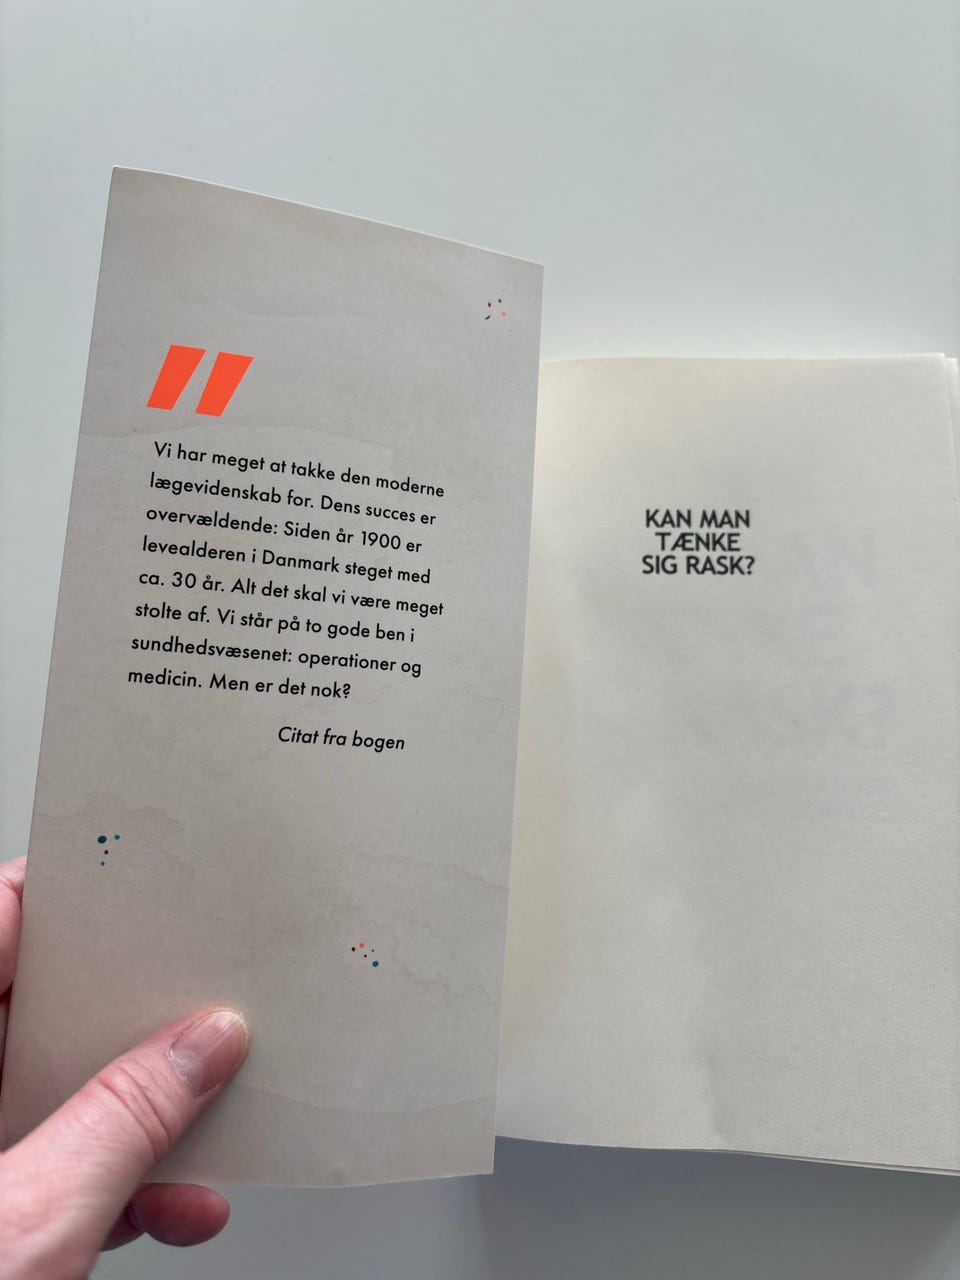 Vi har meget at takke den moderne
lægevidenskab for. Dens succes er
overvældende: Siden år 1900 er
levealderen i Danmark steget med
ca. 30 år. Alt det skal vi være meget
stolte af. Vi står på to gode ben i
sundhedsvæsenet: operationer og
medicin. Men er det nok?
Citat fra bogen
KAN MAN
TÆNKE
SIG RASK?